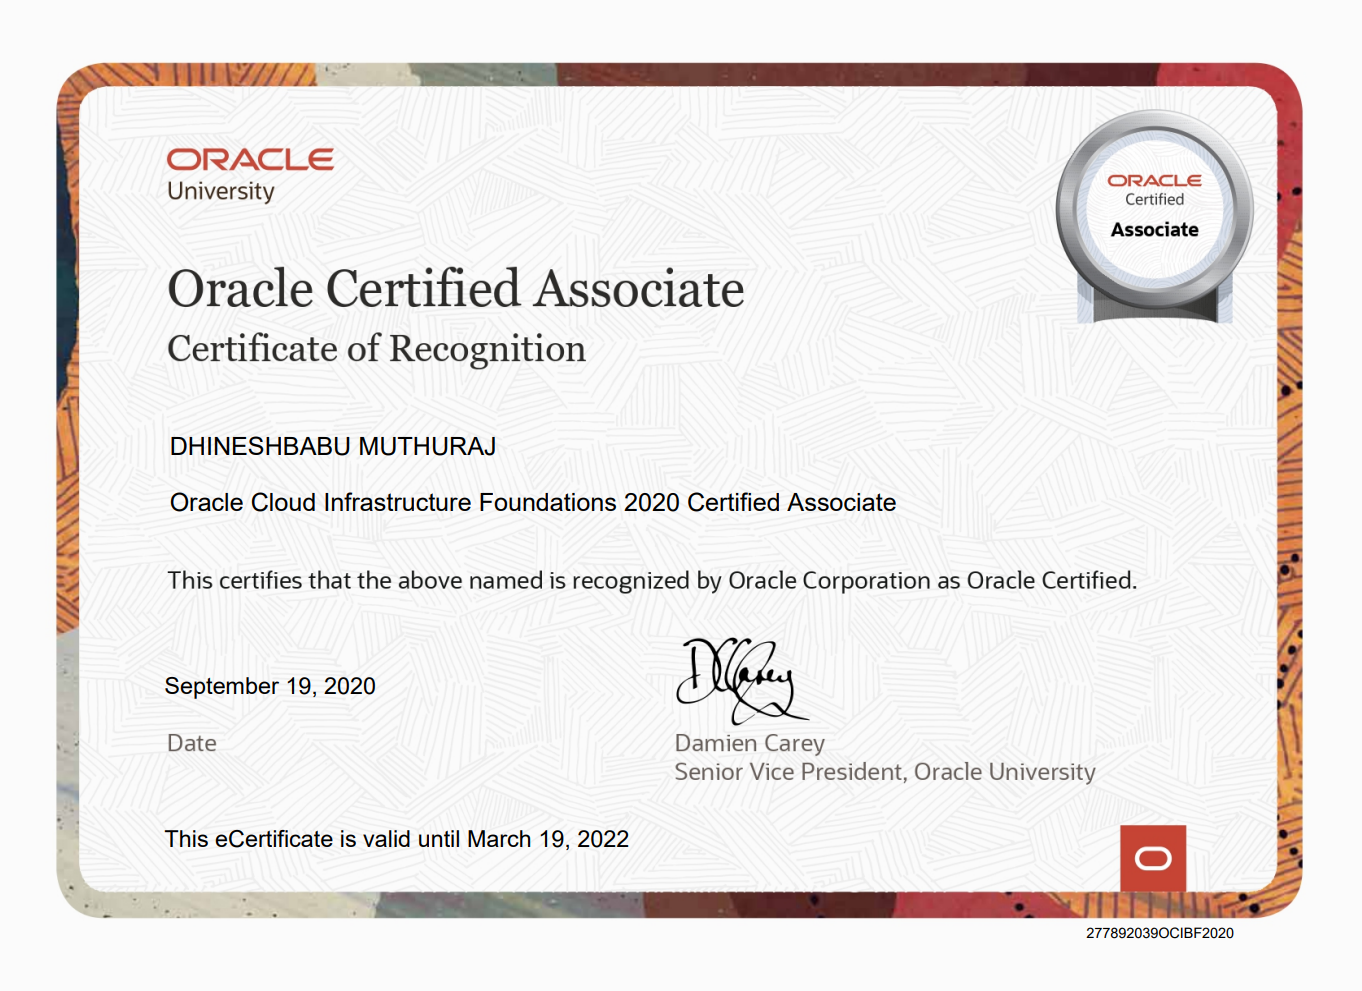 ORACLE
University
ORACLE
Certified
Associate
Oracle Certified Associate
Certificate of Recognition
DHINESHBABU MUTHURAJ
Oracle Cloud Infrastructure Foundations 2020 Certified Associate
This certifies that the above named is recognized by Oracle Corporation as Oracle Certified.
September 19, 2020
Date
DCarey
Damien Carey
Senior Vice President, Oracle University
This eCertificate is valid until March 19, 2022
277892039OCIBF2020